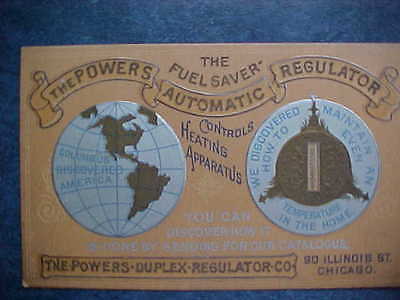 THE
FUEL SAVER
THE POWERS AUTOMATIC REGULATOR
CONTROLS
HEATING
APPARATUS
COLUMBUS
DISCOVERED
AMERICA
WE DISCOVERED
HOW TO
MAINTAIN AN
EVEN
TEMPERATURE
IN THE HOME.
YOU CAN
DISCOVER HOW IT
IS DONE BY SENDING FOR OUR CATALOGUE.
THE-POWERS-DUPLEX-REGULATOR-CO
90 ILLINOIS ST.
CHICAGO.